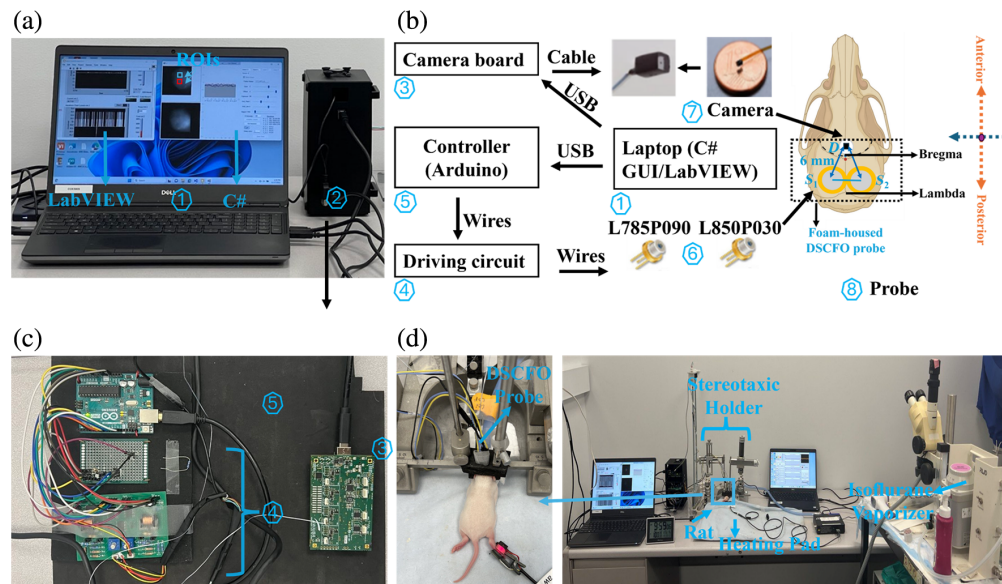 (a)
ROIs
LabVIEW
①
C#
②
DELL
(b)
Camera board
Cable
③
USB
⑦ Camera
Controller
(Arduino)
USB
Laptop (C#
GUI/LabVIEW)
⑤
①
Wires
Driving circuit
Wires
④
L785P090 L850P030
⑥
D
6 mm
S1
S2
Bregma
Lambda
Foam-housed
DSCFO probe
⑧ Probe
Anterior
Posterior
(c)
⑤
③
④
(d)
DSCFO
Probe
Stereotaxic
Holder
Rat
Heating Pad
Isoflurane
Vaporizer